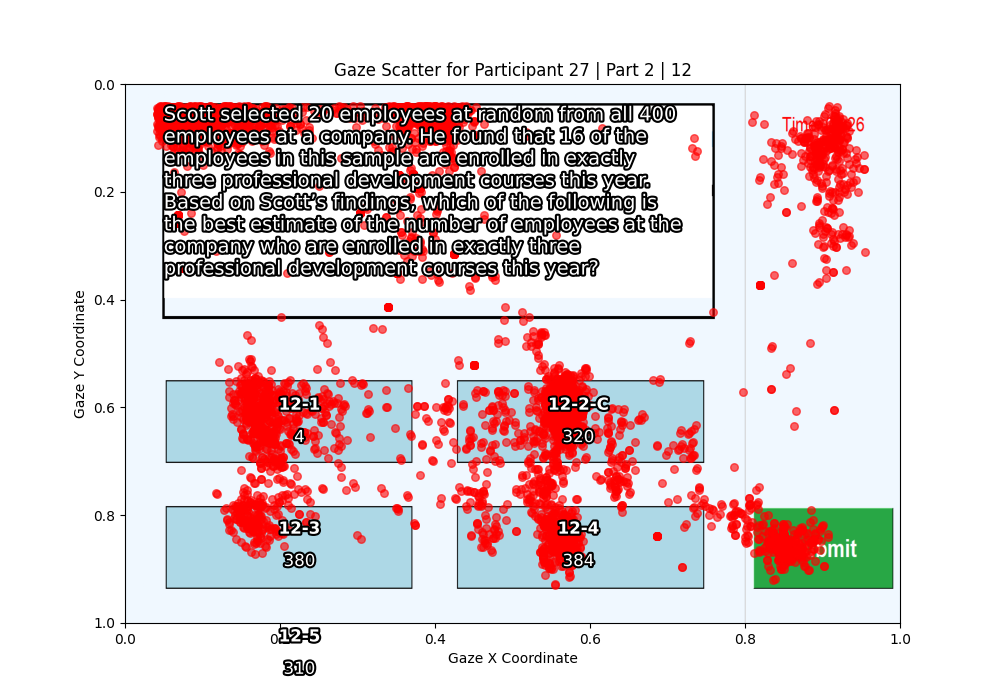 Gaze Scatter for Participant 27 | Part 2 | 12
Scott selected 20 employees at random from all 400
employees at a company. He found that 16 of the
employees in this sample are enrolled in exactly
three professional development courses this year.
Based on Scott's findings, which of the following is
the best estimate of the number of employees at the
company who are enrolled in exactly three
professional development courses this year?
26
12-1
4
12-2-C
320
12-3
380
12-4
384
12-5
310
0.0
0.2
0.4
0.6
0.8
1.0
Gaze Y Coordinate
0.0
0.4
0.6
0.8
1.0
Gaze X Coordinate